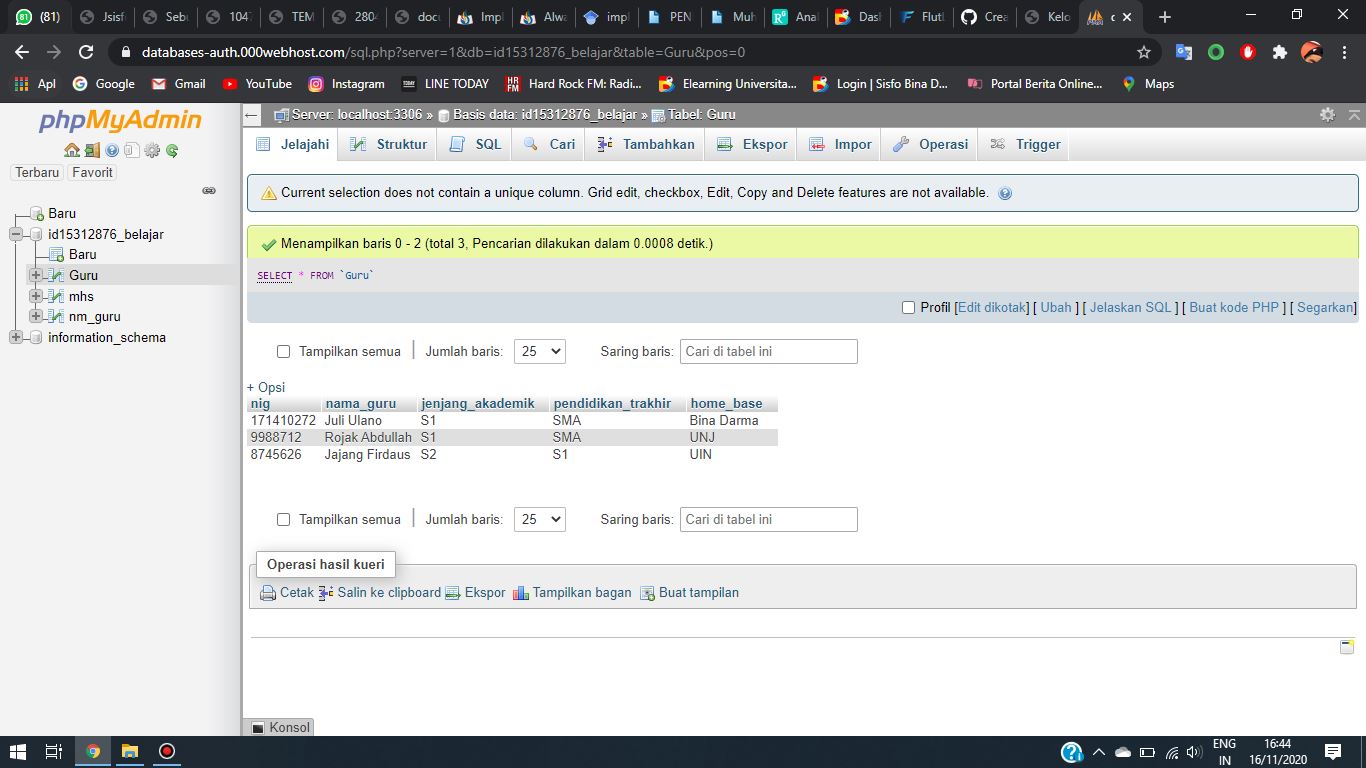 (81) Jsisfo Sebu 1047 TEM 2804 docu Impl Alwa impl PEN Muh Anal Dash Flutt Crea Kelo
databases-auth.000webhost.com/sql.php?server=1&db=id15312876_belajar&table=Guru&pos=0
Apl Google Gmail YouTube Instagram LINE TODAY Hard Rock FM: Radi... Elearning Universita... Login | Sisfo Bina D... Portal Berita Online... Maps
phpMyAdmin
Terbaru Favorit
Baru
id15312876_belajar
Baru
Guru
mhs
nm_guru
information_schema
Server: localhost:3306 » Basis data: id15312876_belajar » Tabel: Guru
Jelajahi Struktur SQL Cari Tambahkan Ekspor Impor Operasi Trigger
Current selection does not contain a unique column. Grid edit, checkbox, Edit, Copy and Delete features are not available.
Menampilkan baris 0 - 2 (total 3, Pencarian dilakukan dalam 0.0008 detik.)
SELECT * FROM `Guru`
Profil [Edit dikotak] [ Ubah ] [ Jelaskan SQL ] [ Buat kode PHP ] [ Segarkan]
Tampilkan semua | Jumlah baris: 25 Saring baris: Cari di tabel ini
+ Opsi
nig nama_guru jenjang_akademik pendidikan_trakhir home_base
171410272 Juli Ulano S1 SMA Bina Darma
9988712 Rojak Abdullah S1 SMA UNJ
8745626 Jajang Firdaus S2 S1 UIN
Tampilkan semua | Jumlah baris: 25 Saring baris: Cari di tabel ini
Operasi hasil kueri
Cetak Salin ke clipboard Ekspor Tampilkan bagan Buat tampilan
Konsol
ENG
IN
16:44
16/11/2020